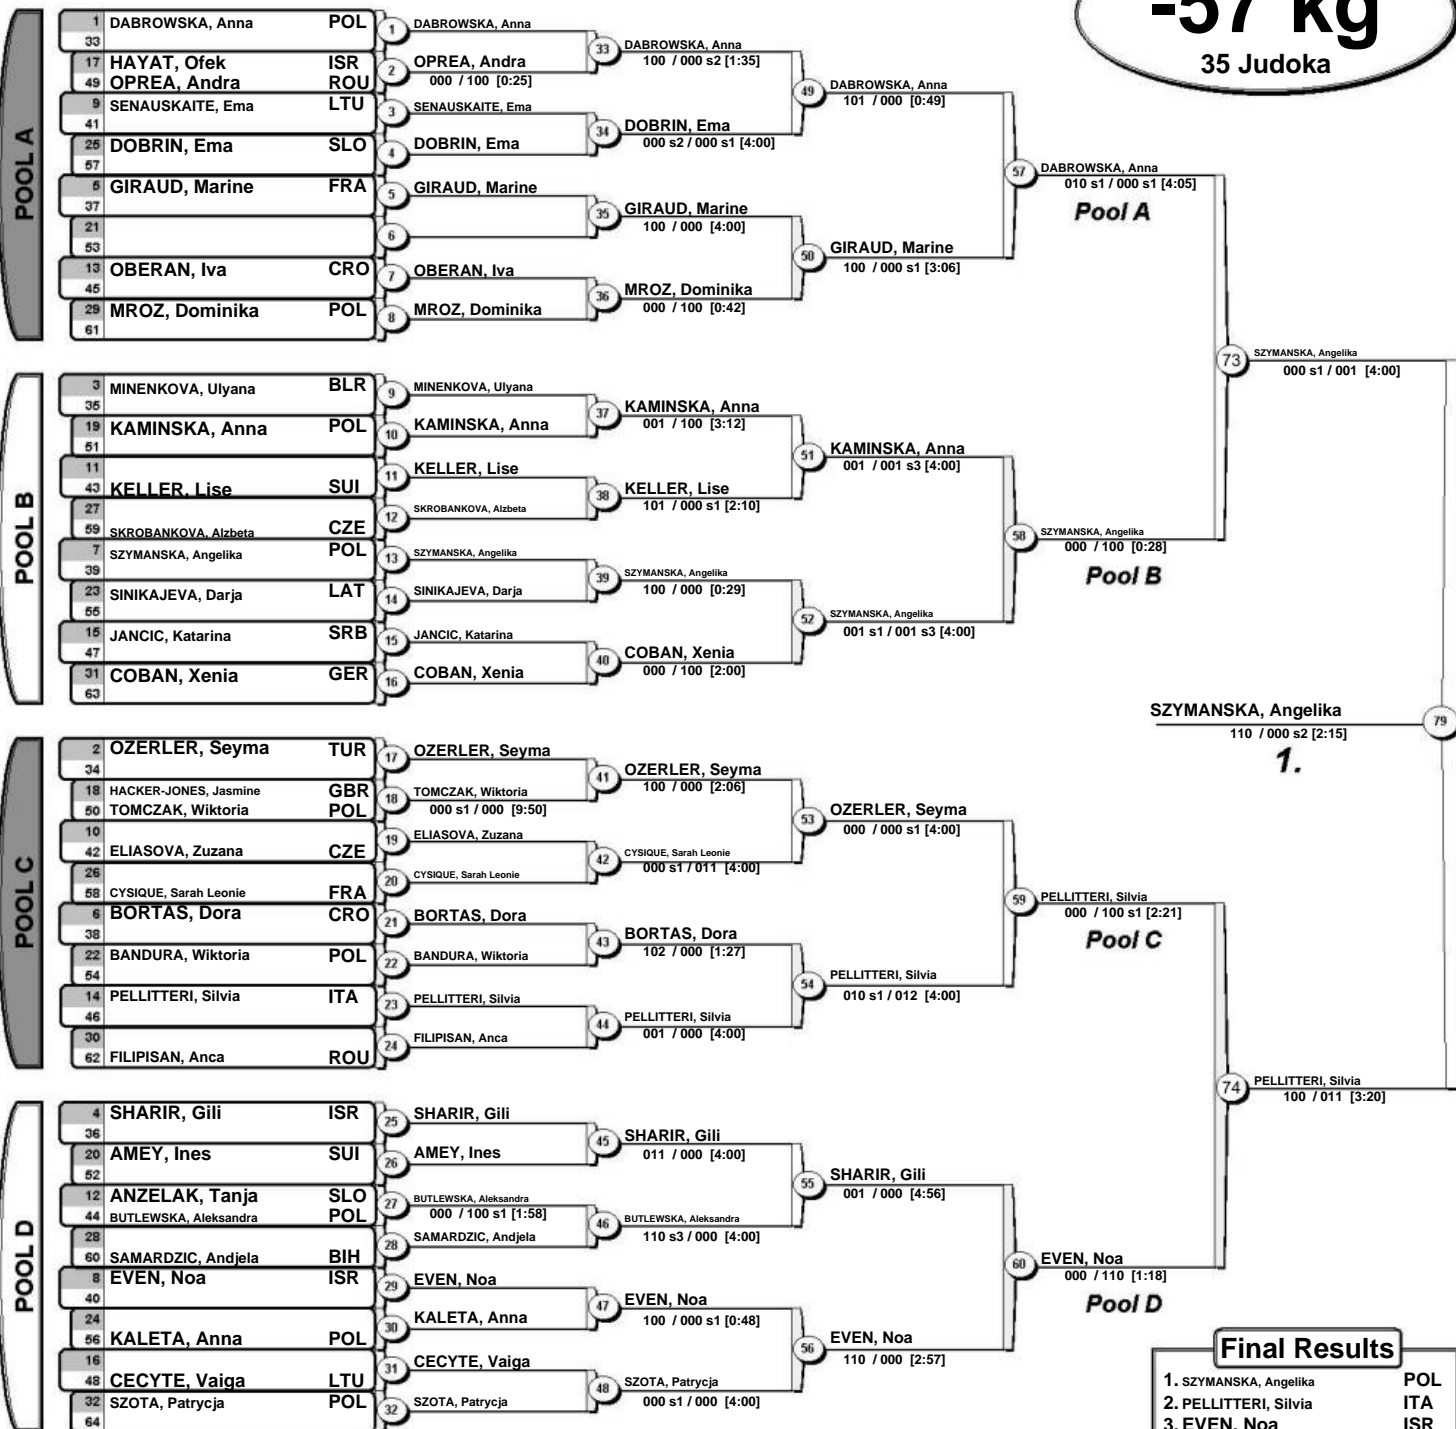 -57 kg
35 Judoka
POOL A
1 DABROWSKA, Anna POL
33
17 HAYAT, Ofek ISR
49 OPREA, Andra ROU
9 SENAUSKAITE, Ema LTU
41
25 DOBRIN, Ema SLO
57
5 GIRAUD, Marine FRA
37
21
53
13 OBERAN, Iva CRO
45
29 MROZ, Dominika POL
61
1 DABROWSKA, Anna
2 OPREA, Andra
000 / 100 [0:25]
3 SENAUSKAITE, Ema
4 DOBRIN, Ema
5 GIRAUD, Marine
6
7 OBERAN, Iva
8 MROZ, Dominika
33 DABROWSKA, Anna
100 / 000 s2 [1:35]
34 DOBRIN, Ema
000 s2 / 000 s1 [4:00]
35 GIRAUD, Marine
100 / 000 [4:00]
36 MROZ, Dominika
000 / 100 [0:42]
49 DABROWSKA, Anna
101 / 000 [0:49]
50 GIRAUD, Marine
100 / 000 s1 [3:06]
57 DABROWSKA, Anna
010 s1 / 000 s1 [4:05]
Pool A
POOL B
3 MINENKOVA, Ulyana BLR
35
19 KAMINSKA, Anna POL
51
11
43 KELLER, Lise SUI
27
59 SKROBANKOVA, Alzbeta CZE
7 SZYMANSKA, Angelika POL
39
23 SINIKAJEVA, Darja LAT
55
15 JANCIC, Katarina SRB
47
31 COBAN, Xenia GER
63
9 MINENKOVA, Ulyana
10 KAMINSKA, Anna
11 KELLER, Lise
12 SKROBANKOVA, Alzbeta
13 SZYMANSKA, Angelika
14 SINIKAJEVA, Darja
15 JANCIC, Katarina
16 COBAN, Xenia
37 KAMINSKA, Anna
001 / 100 [3:12]
38 KELLER, Lise
101 / 000 s1 [2:10]
39 SZYMANSKA, Angelika
100 / 000 [0:29]
40 COBAN, Xenia
000 / 100 [2:00]
51 KAMINSKA, Anna
001 / 001 s3 [4:00]
52 SZYMANSKA, Angelika
001 s1 / 001 s3 [4:00]
58 SZYMANSKA, Angelika
000 / 100 [0:28]
Pool B
73 SZYMANSKA, Angelika
000 s1 / 001 [4:00]
SZYMANSKA, Angelika 79
110 / 000 s2 [2:15]
1.
POOL C
2 OZERLER, Seyma TUR
34
18 HACKER-JONES, Jasmine GBR
50 TOMCZAK, Wiktoria POL
10
42 ELIASOVA, Zuzana CZE
26
58 CYSIQUE, Sarah Leonie FRA
6 BORTAS, Dora CRO
38
22 BANDURA, Wiktoria POL
54
14 PELLITTERI, Silvia ITA
46
30
62 FILIPISAN, Anca ROU
17 OZERLER, Seyma
18 TOMCZAK, Wiktoria
000 s1 / 000 [9:50]
19 ELIASOVA, Zuzana
20 CYSIQUE, Sarah Leonie
21 BORTAS, Dora
22 BANDURA, Wiktoria
23 PELLITTERI, Silvia
24 FILIPISAN, Anca
41 OZERLER, Seyma
100 / 000 [2:06]
42 CYSIQUE, Sarah Leonie
000 s1 / 011 [4:00]
43 BORTAS, Dora
102 / 000 [1:27]
44 PELLITTERI, Silvia
001 / 000 [4:00]
53 OZERLER, Seyma
000 / 000 s1 [4:00]
54 PELLITTERI, Silvia
010 s1 / 012 [4:00]
59 PELLITTERI, Silvia
000 / 100 s1 [2:21]
Pool C
74 PELLITTERI, Silvia
100 / 011 [3:20]
POOL D
4 SHARIR, Gili ISR
36
20 AMEY, Ines SUI
52
12 ANZELAK, Tanja SLO
44 BUTLEWSKA, Aleksandra POL
28
60 SAMARDZIC, Andjela BIH
8 EVEN, Noa ISR
40
24
56 KALETA, Anna POL
16
48 CECYTE, Vaiga LTU
32 SZOTA, Patrycja POL
64
25 SHARIR, Gili
26 AMEY, Ines
27 BUTLEWSKA, Aleksandra
000 / 100 s1 [1:58]
28 SAMARDZIC, Andjela
29 EVEN, Noa
30 KALETA, Anna
31 CECYTE, Vaiga
32 SZOTA, Patrycja
45 SHARIR, Gili
011 / 000 [4:00]
46 BUTLEWSKA, Aleksandra
110 s3 / 000 [4:00]
47 EVEN, Noa
100 / 000 s1 [0:48]
48 SZOTA, Patrycja
000 s1 / 000 [4:00]
55 SHARIR, Gili
001 / 000 [4:56]
56 EVEN, Noa
110 / 000 [2:57]
60 EVEN, Noa
000 / 110 [1:18]
Pool D
Final Results
1. SZYMANSKA, Angelika POL
2. PELLITTERI, Silvia ITA
3. EVEN, Noa ISR